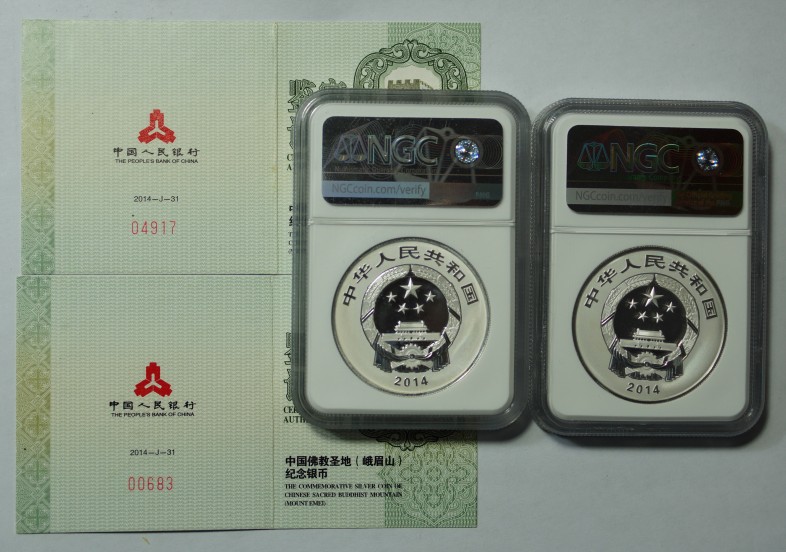 中国人民银行
THE PEOPLE'S BANK OF CHINA
2014-J-31
04917
中国人民银行
THE PEOPLE'S BANK OF CHINA
2014-J-31
00683
中国佛教圣地（峨眉山）
纪念银币
THE COMMEMORATIVE SILVER COIN OF
CHINESE SACRED BUDDHIST MOUNTAIN
(MOUNT EMEI)
NGC
NGCcoin.com/verify
中华人民共和国
2014
NGC
NGCcoin.com/verify
中华人民共和国
2014